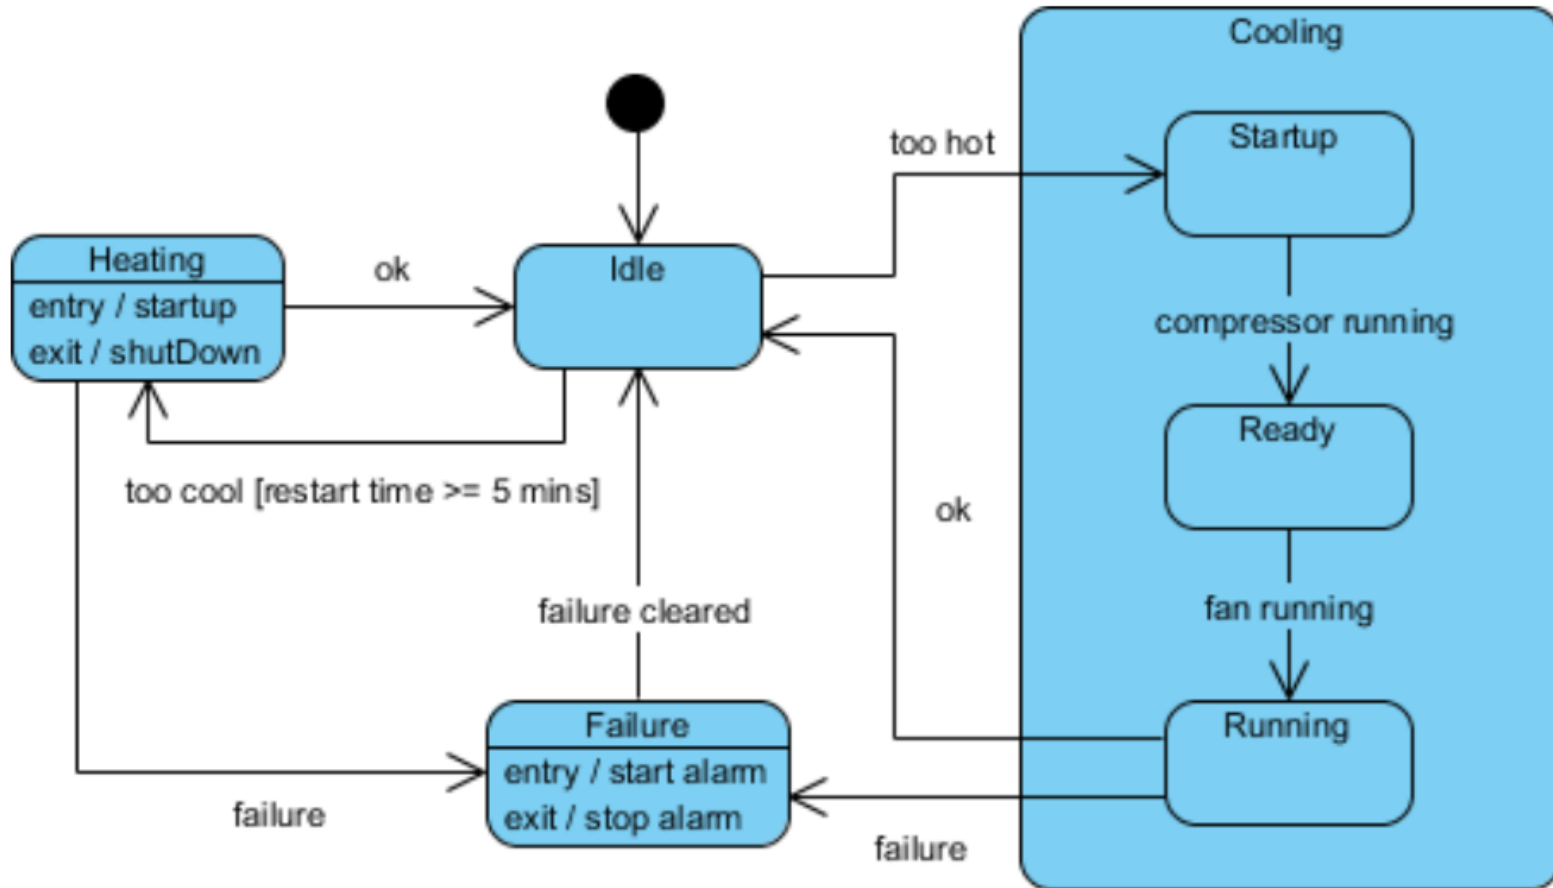 Cooling
too hot
Startup
Heating
entry / startup
exit / shutDown
ok
Idle
compressor running
Ready
too cool [restart time >= 5 mins]
ok
failure cleared
fan running
Failure
entry / start alarm
exit / stop alarm
Running
failure
failure